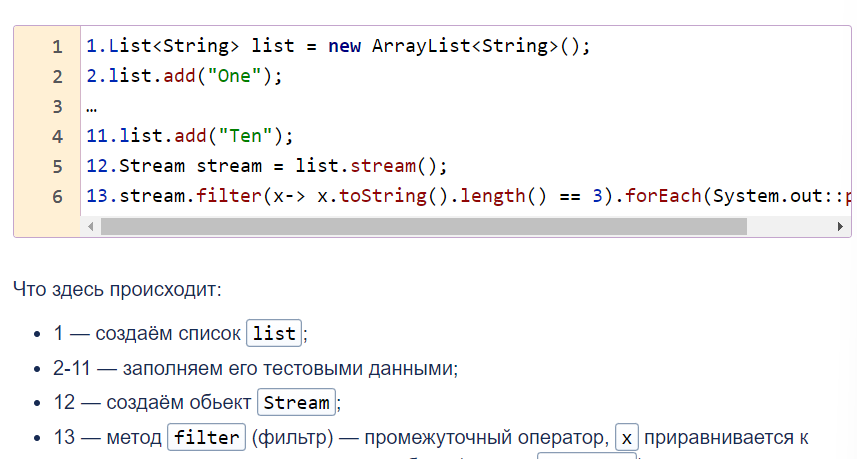 1 1.List<String> list = new ArrayList<String>();
2 2.list.add("One");
3 …
4 11.list.add("Ten");
5 12.Stream stream = list.stream();
6 13.stream.filter(x-> x.toString().length() == 3).forEach(System.out::
Что здесь происходит:
• 1 — создаём список list;
• 2-11 — заполняем его тестовыми данными;
• 12 — создаём обьект Stream;
• 13 — метод filter (фильтр) — промежуточный оператор, x приравнивается к